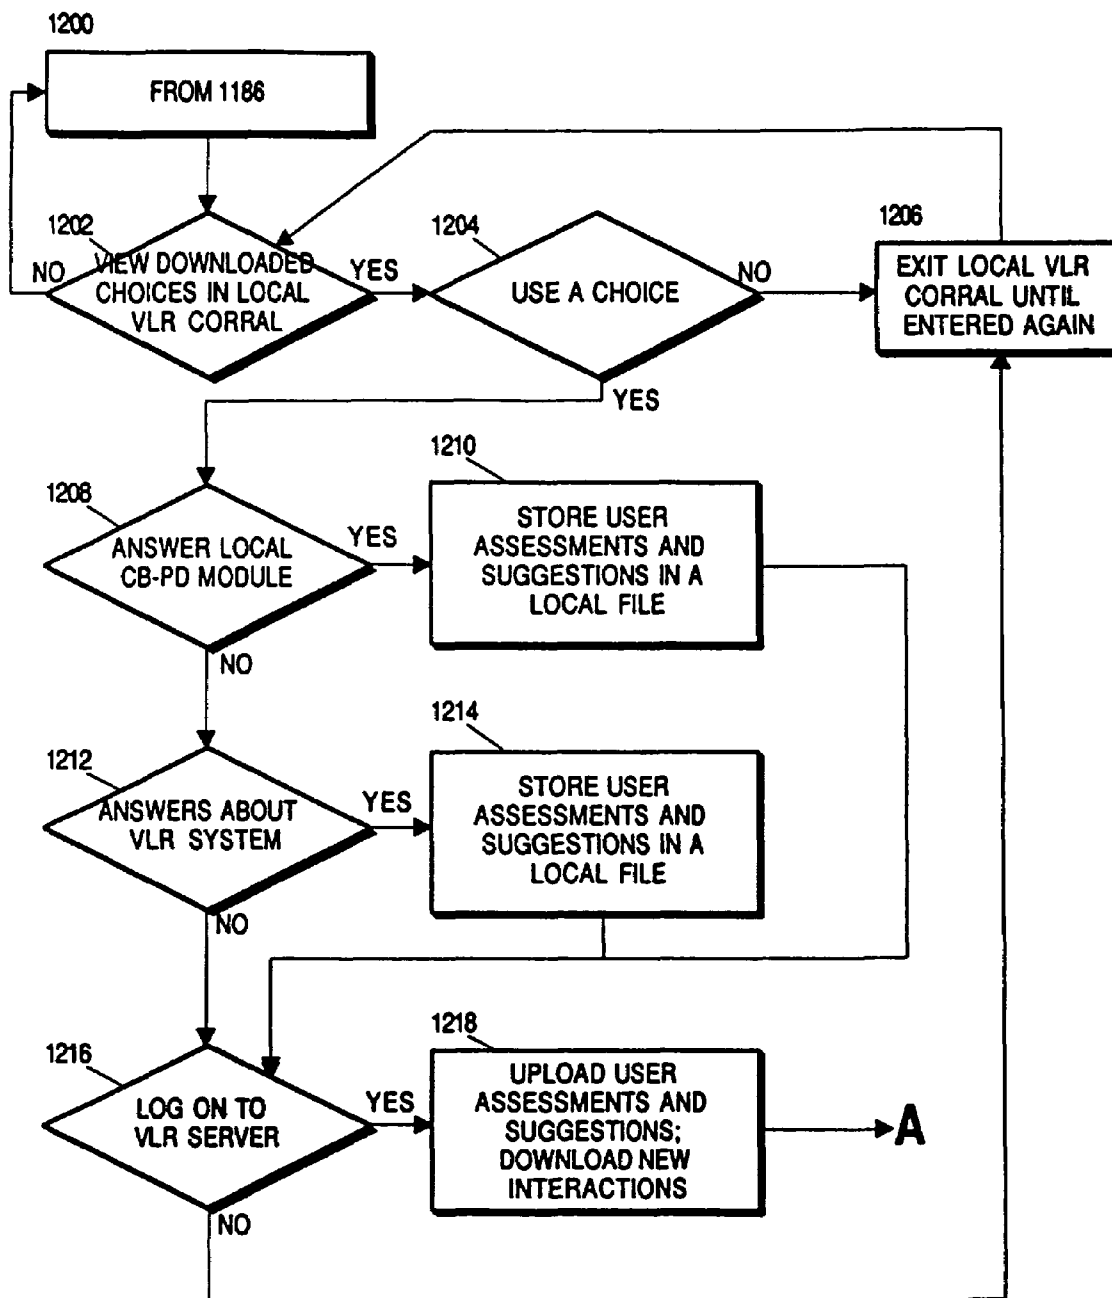 1200
FROM 1186
1202
NO
VIEW DOWNLOADED
CHOICES IN LOCAL
VLR CORRAL
YES
1204
USE A CHOICE
NO
YES
1206
EXIT LOCAL VLR
CORRAL UNTIL
ENTERED AGAIN
1208
ANSWER LOCAL
CB-PD MODULE
YES
NO
1210
STORE USER
ASSESSMENTS AND
SUGGESTIONS IN A
LOCAL FILE
1212
ANSWERS ABOUT
VLR SYSTEM
YES
NO
1214
STORE USER
ASSESSMENTS AND
SUGGESTIONS IN A
LOCAL FILE
1216
LOG ON TO
VLR SERVER
YES
NO
1218
UPLOAD USER
ASSESSMENTS AND
SUGGESTIONS;
DOWNLOAD NEW
INTERACTIONS
A